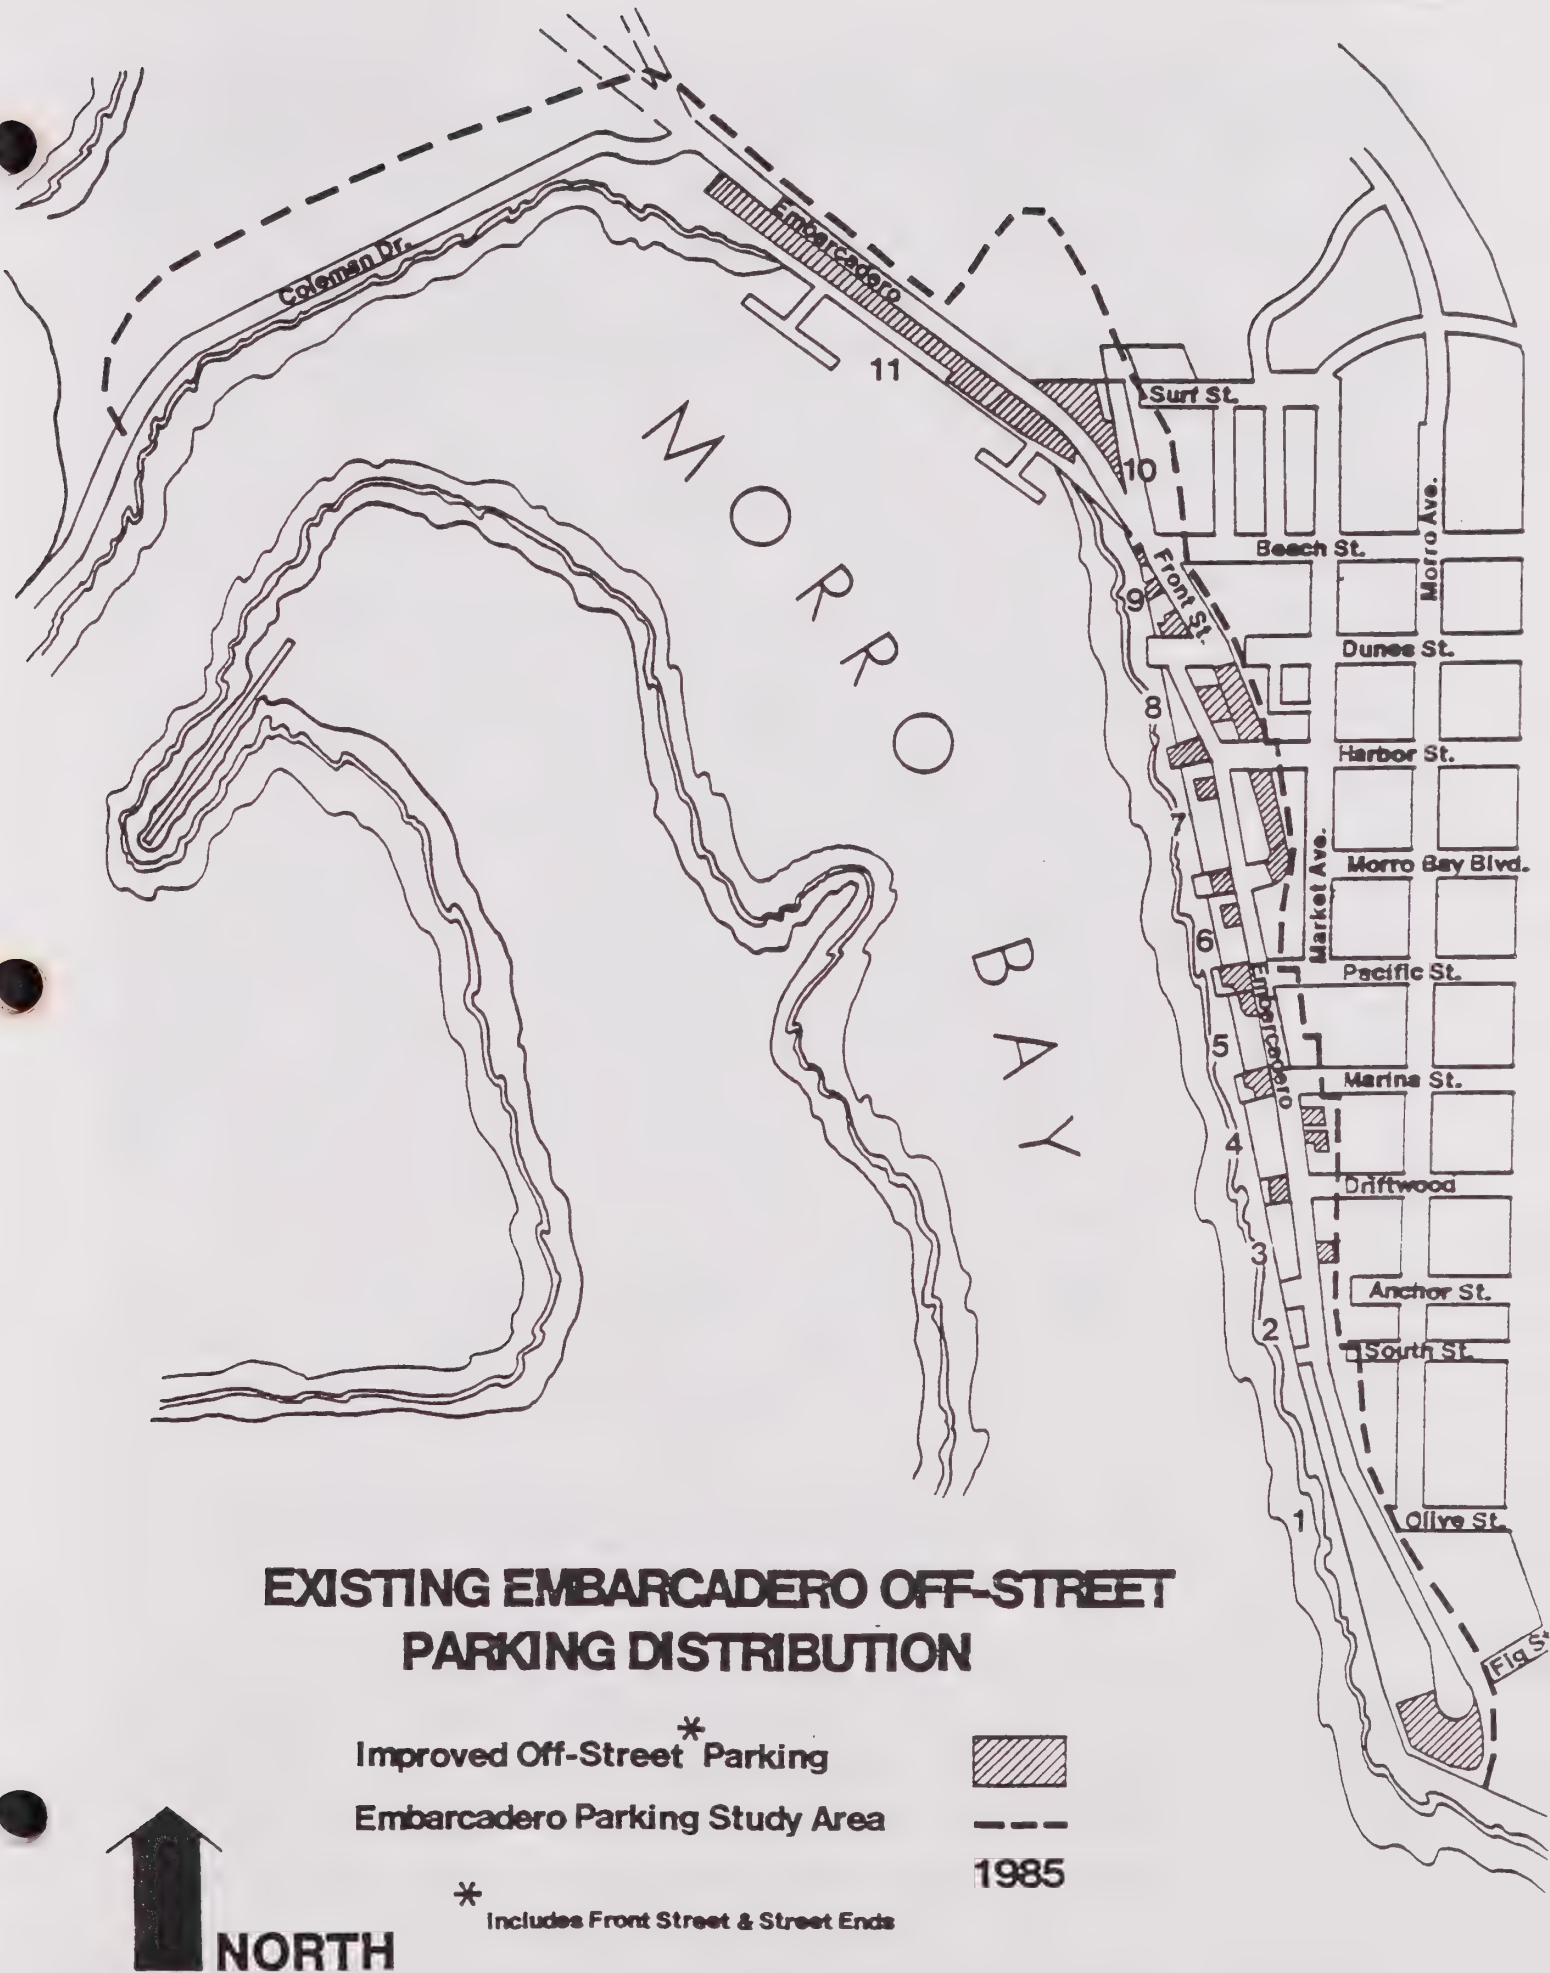 Coleman Dr.
Embarcadero
11
Surf St.
10
MORRO BAY
Beach St.
Morro Ave.
Front St.
9
Dunes St.
8
Harbor St.
7
Market Ave.
Morro Bay Blvd.
6
Pacific St.
Embarcadero
5
Marina St.
4
Driftwood
3
Anchor St.
2
South St.
1
Olive St.
Fig St
EXISTING EMBARCADERO OFF-STREET
PARKING DISTRIBUTION
Improved Off-Street* Parking
Embarcadero Parking Study Area
1985
* Includes Front Street & Street Ends
NORTH